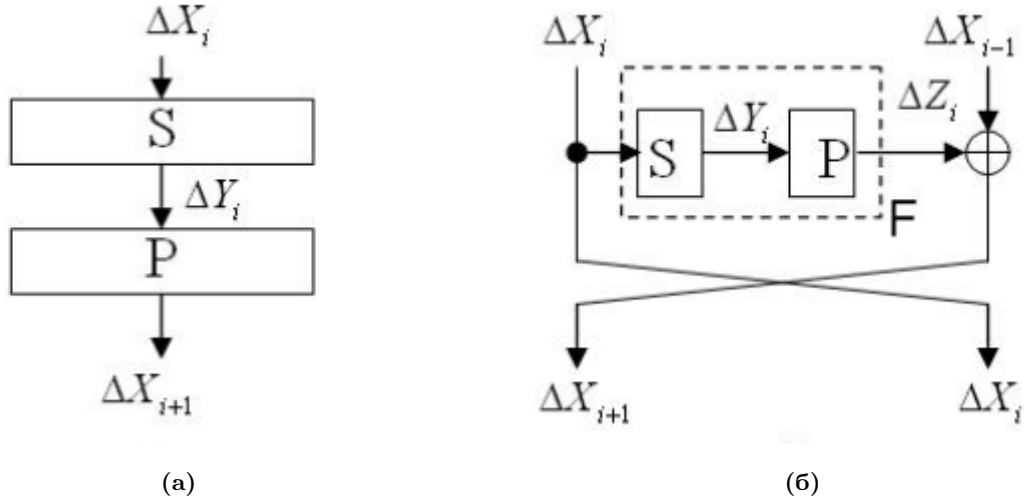 ΔX_i
S
ΔY_i
P
ΔX_{i+1}
(а)
ΔX_i ΔX_{i-1}
ΔZ_i
S ΔY_i P
F
ΔX_{i+1} ΔX_i
(б)